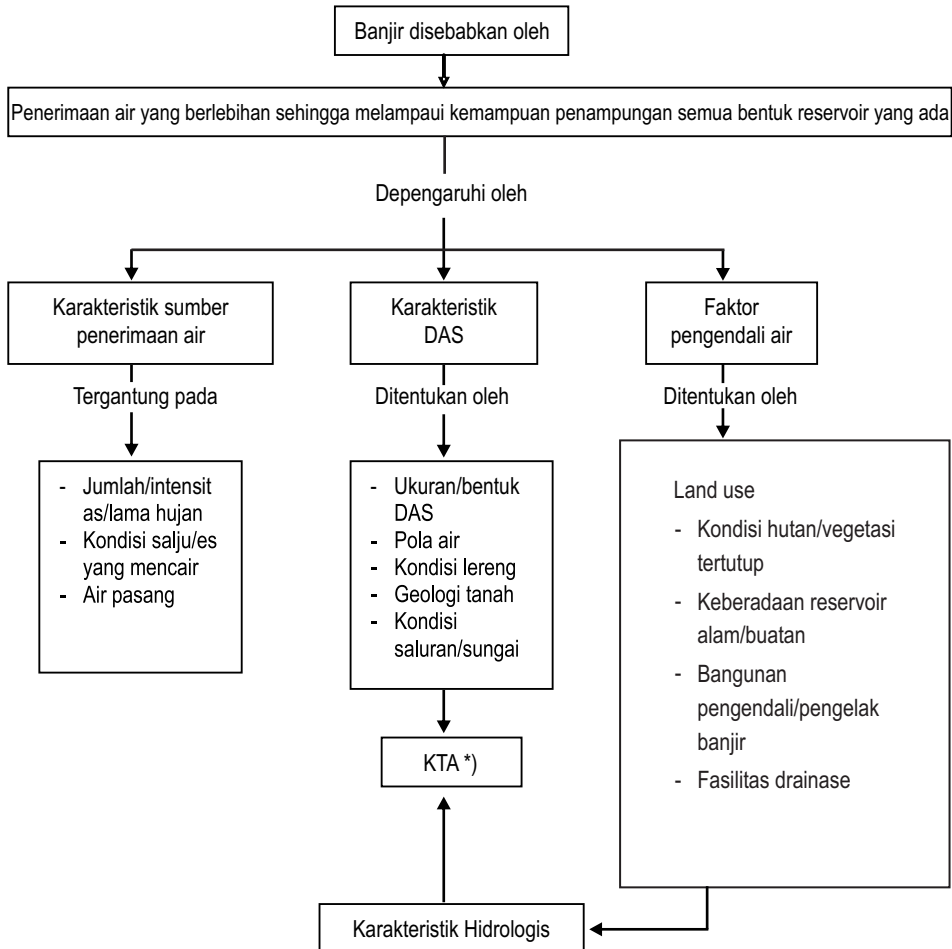 Banjir disebabkan oleh
Penerimaan air yang berlebihan sehingga melampaui kemampuan penampungan semua bentuk reservoir yang ada
Depengaruhi oleh
Karakteristik sumber
penerimaan air
Karakteristik
DAS
Faktor
pengendali air
Tergantung pada
Ditentukan oleh
Ditentukan oleh
- Jumlah/intensit
as/lama hujan
- Kondisi salju/es
yang mencair
- Air pasang
- Ukuran/bentuk
DAS
- Pola air
- Kondisi lereng
- Geologi tanah
- Kondisi
saluran/sungai
Land use
- Kondisi hutan/vegetasi
tertutup
- Keberadaan reservoir
alam/buatan
- Bangunan
pengendali/pengelak
banjir
- Fasilitas drainase
KTA *)
Karakteristik Hidrologis